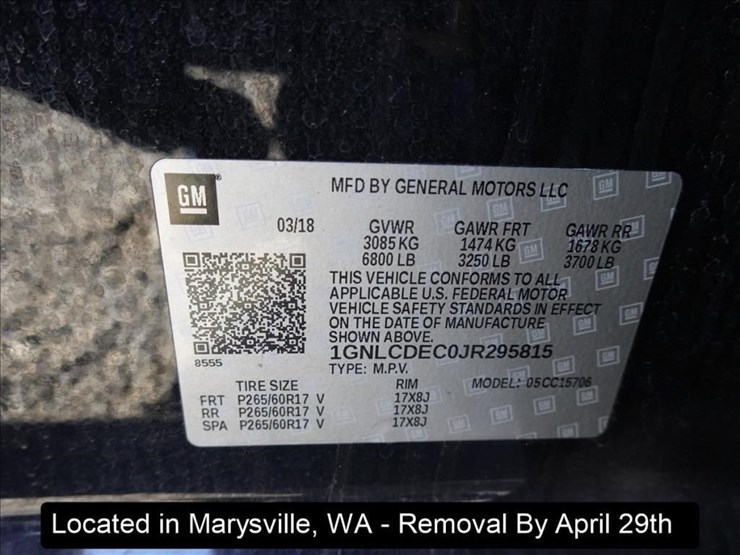 GM
MFD BY GENERAL MOTORS LLC
03/18 GVWR GAWR FRT GAWR RR
3085 KG 1474 KG 1678 KG
6800 LB 3250 LB 3700 LB
THIS VEHICLE CONFORMS TO ALL
APPLICABLE U.S. FEDERAL MOTOR
VEHICLE SAFETY STANDARDS IN EFFECT
ON THE DATE OF MANUFACTURE
SHOWN ABOVE.
8555
1GNLCDEC0JR295815
TYPE: M.P.V.
TIRE SIZE RIM MODEL: 05CC15706
FRT P265/60R17 V 17X8J
RR P265/60R17 V 17X8J
SPA P265/60R17 V 17X8J
Located in Marysville, WA - Removal By April 29th